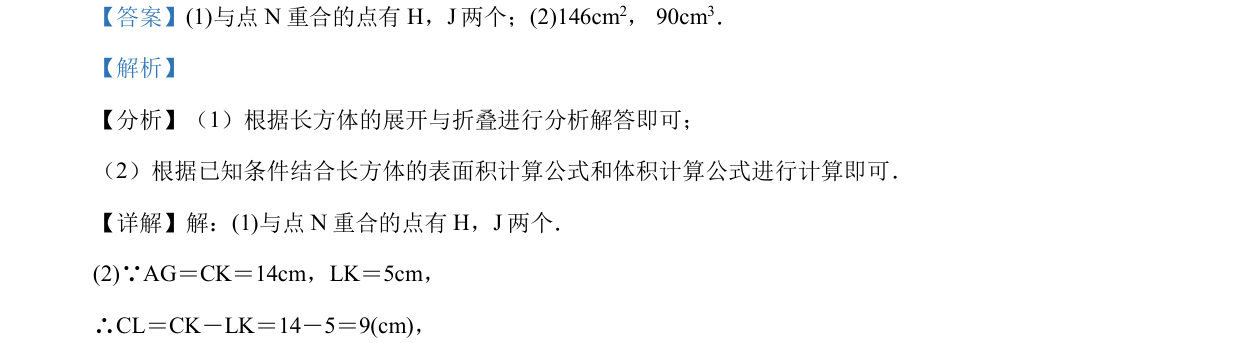 【答案】(1)与点 N 重合的点有 H，J 两个；(2)146cm²， 90cm³．
【解析】
【分析】（1）根据长方体的展开与折叠进行分析解答即可；
（2）根据已知条件结合长方体的表面积计算公式和体积计算公式进行计算即可．
【详解】解：(1)与点 N 重合的点有 H，J 两个．
(2)∵AG＝CK＝14cm，LK＝5cm，
∴CL＝CK－LK＝14－5＝9(cm)，